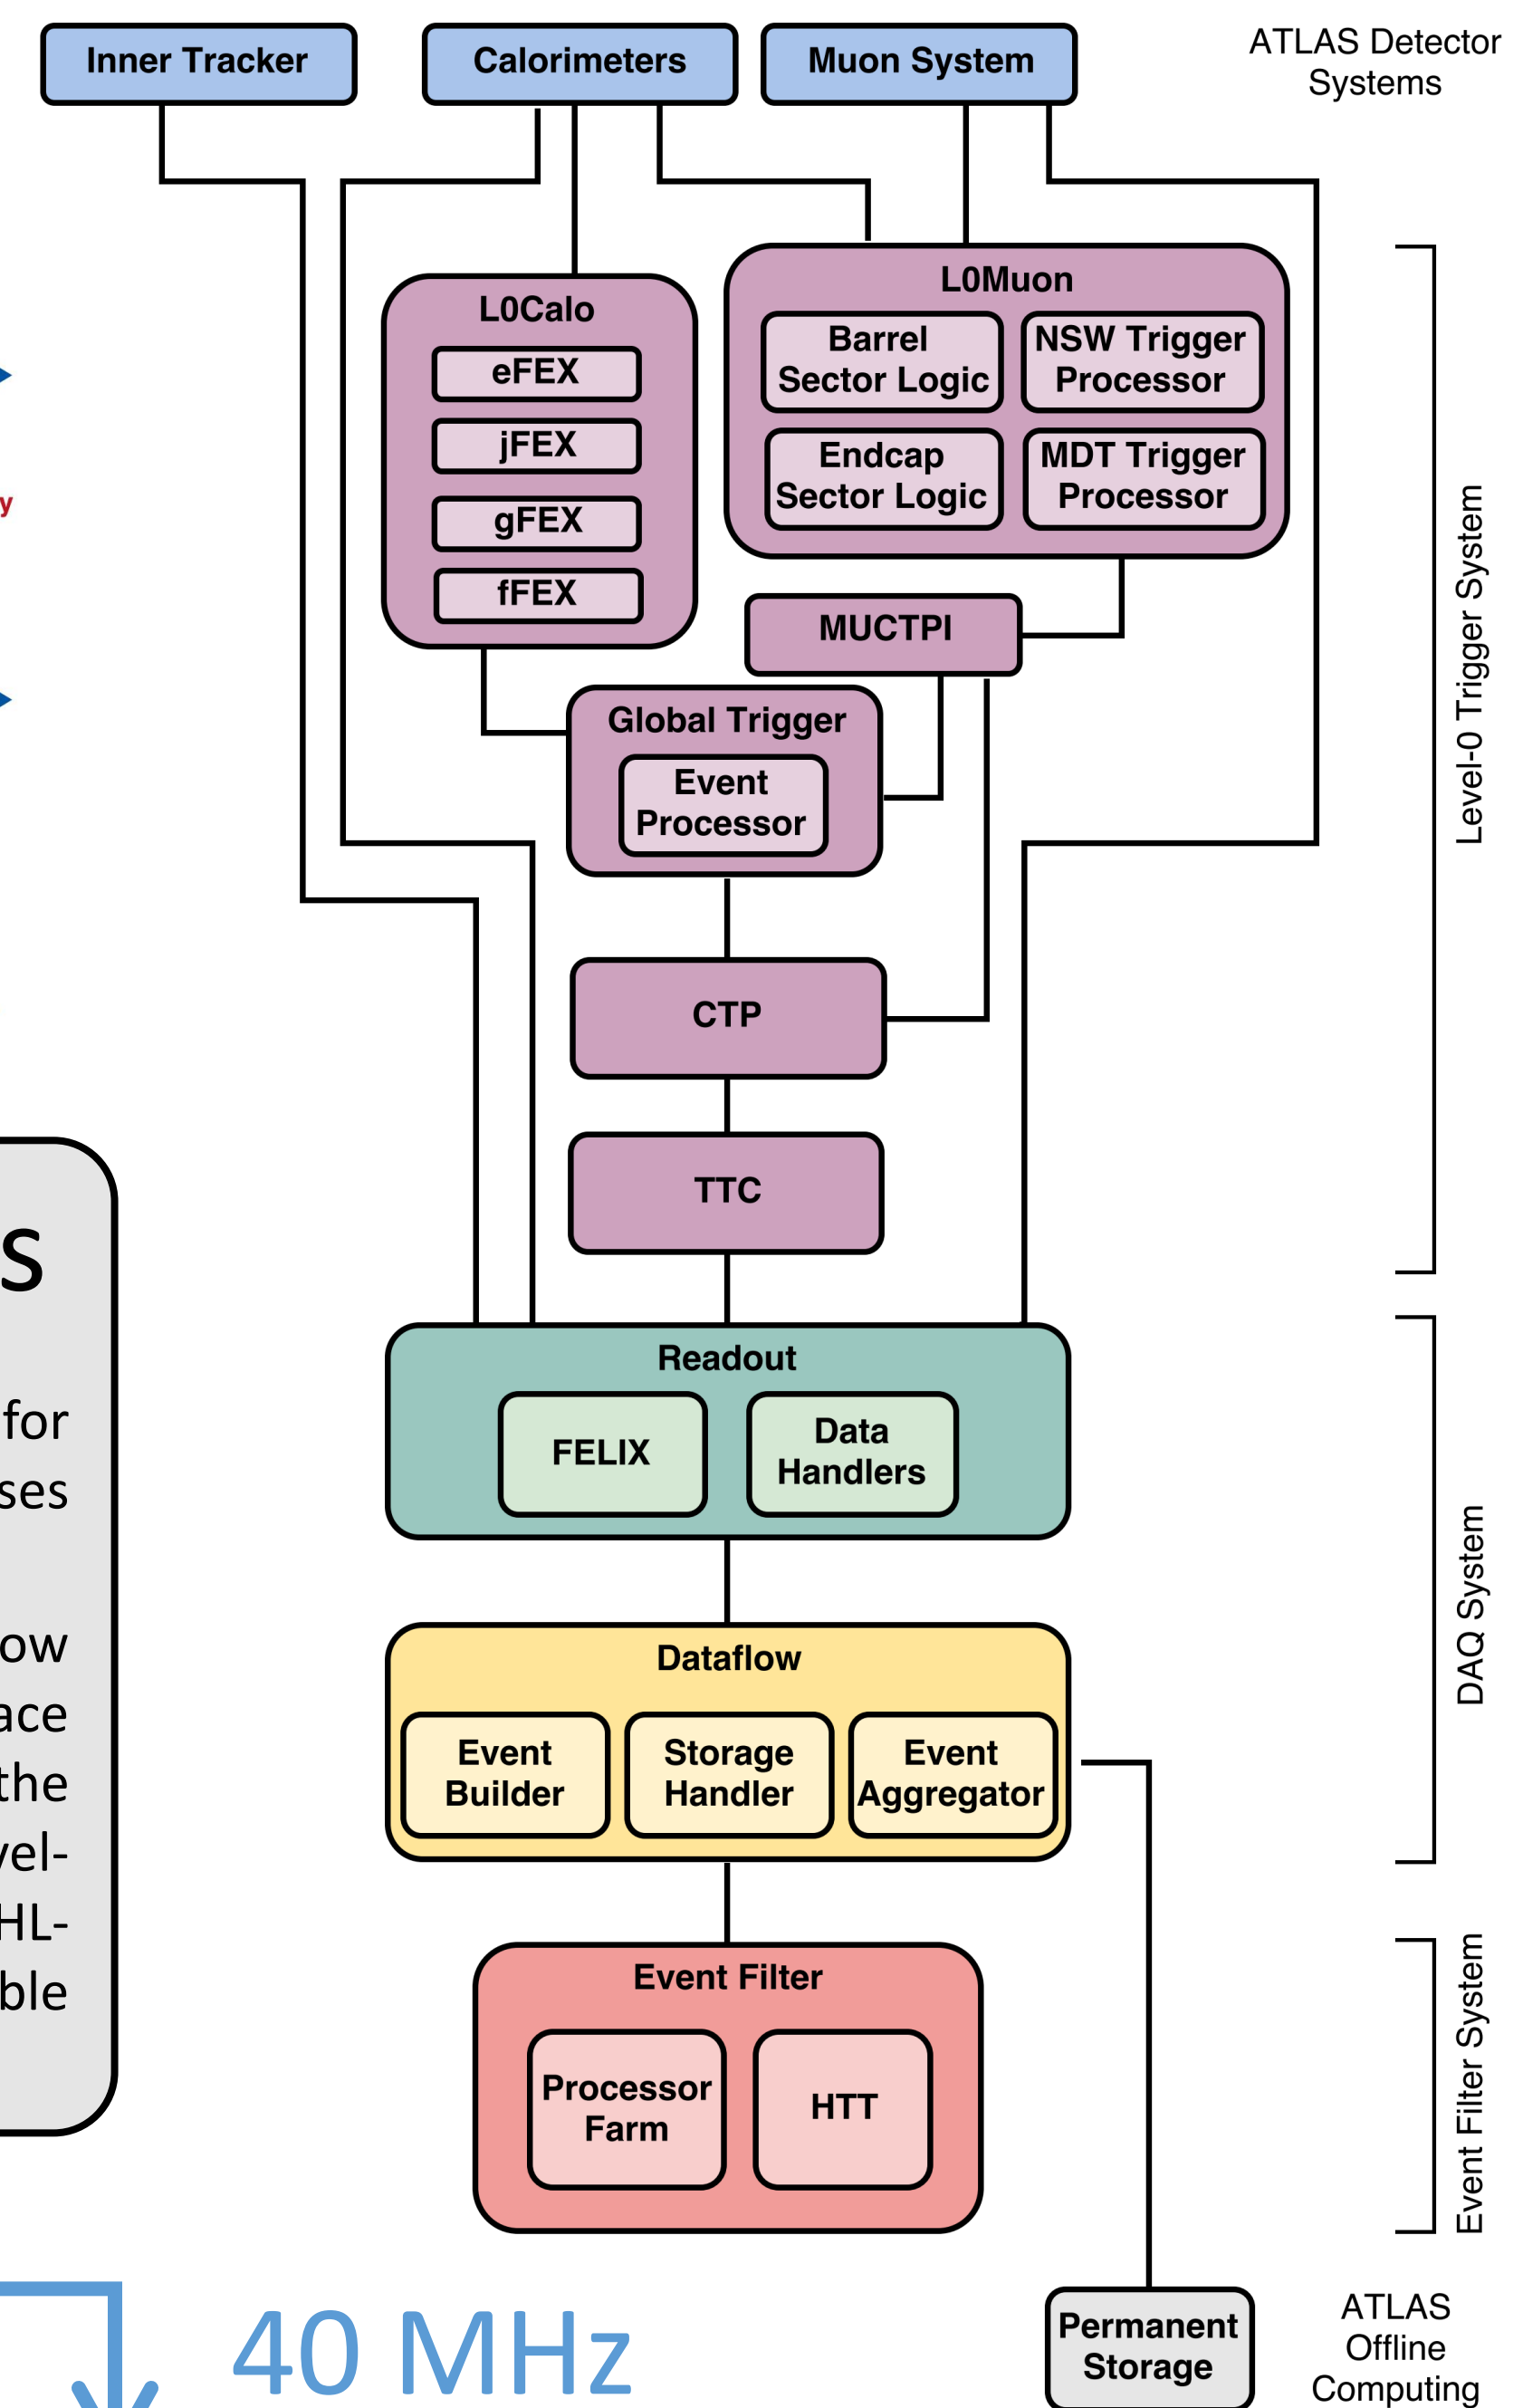 Inner Tracker
Calorimeters
Muon System
ATLAS Detector
Systems
L0Calo
eFEX
jFEX
gFEX
fFEX
L0Muon
Barrel
Sector Logic
NSW Trigger
Processor
Endcap
Sector Logic
MDT Trigger
Processor
MUCTPI
Global Trigger
Event
Processor
CTP
TTC
Level-0 Trigger System
Readout
FELIX
Data
Handlers
Dataflow
Event
Builder
Storage
Handler
Event
Aggregator
DAQ System
Event Filter
Processor
Farm
HTT
Event Filter System
Permanent
Storage
ATLAS
Offline
Computing
y
s
for
ses
ow
ace
the
vel-
HL-
ble
40 MHz